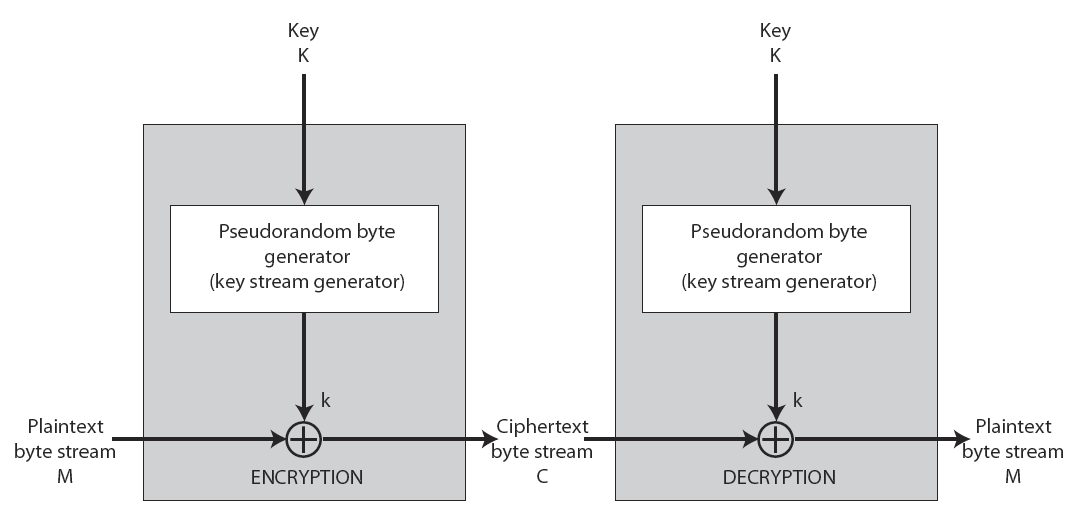 Key
K
Key
K
Pseudorandom byte
generator
(key stream generator)
Pseudorandom byte
generator
(key stream generator)
k
k
Plaintext
byte stream
M
ENCRYPTION
Ciphertext
byte stream
C
DECRYPTION
Plaintext
byte stream
M